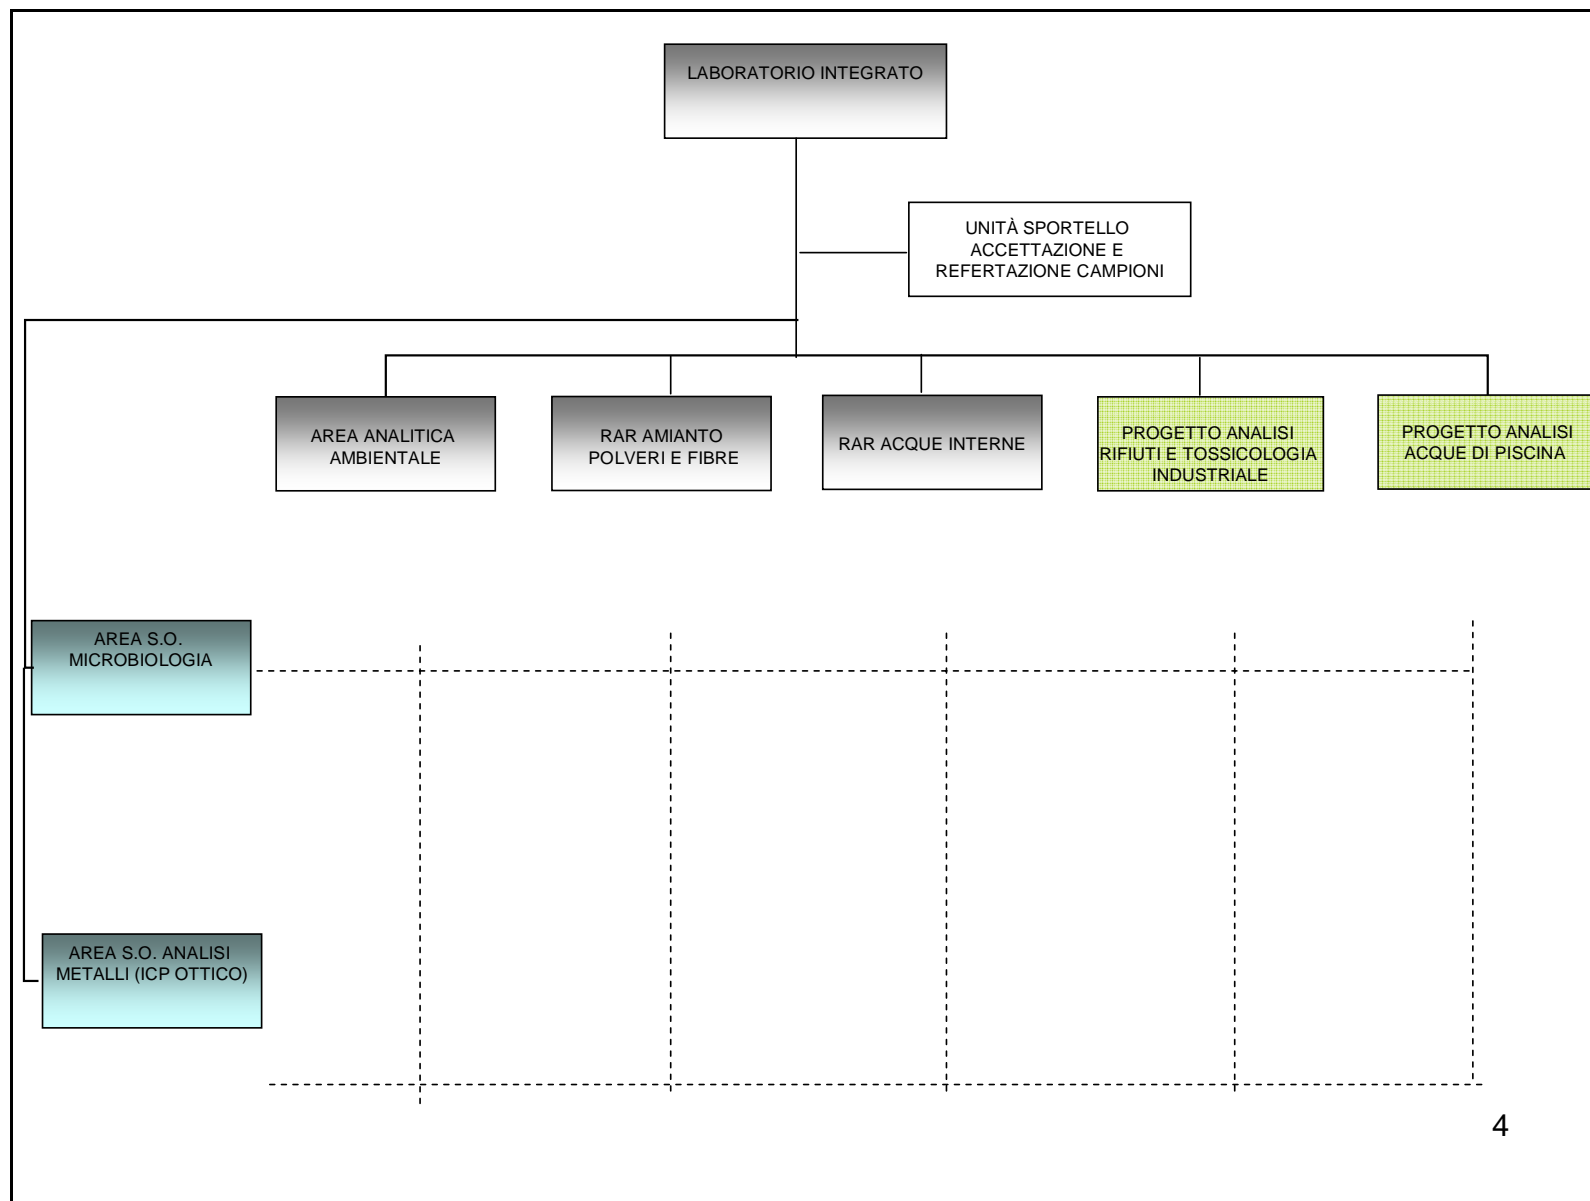 LABORATORIO INTEGRATO
UNITÀ SPORTELLO
ACCETTAZIONE E
REFERTAZIONE CAMPIONI
AREA ANALITICA
AMBIENTALE
RAR AMIANTO
POLVERI E FIBRE
RAR ACQUE INTERNE
PROGETTO ANALISI
RIFIUTI E TOSSICOLOGIA
INDUSTRIALE
PROGETTO ANALISI
ACQUE DI PISCINA
AREA S.O.
MICROBIOLOGIA
AREA S.O. ANALISI
METALLI (ICP OTTICO)
4